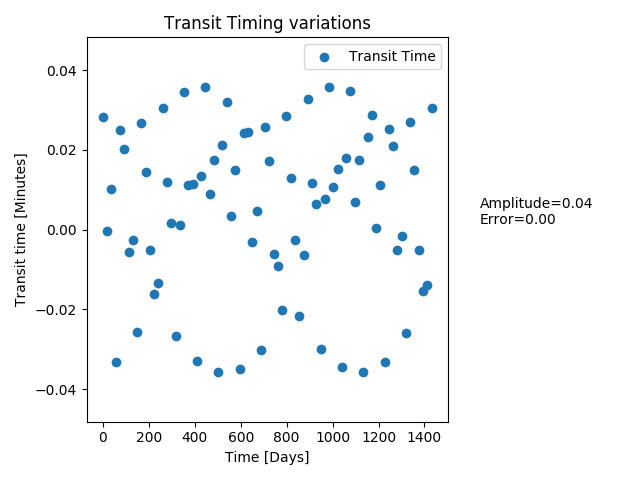 Transit Timing variations
Transit Time
0.04
0.02
0.00
−0.02
−0.04
Transit time [Minutes]
0 200 400 600 800 1000 1200 1400
Time [Days]
Amplitude=0.04
Error=0.00